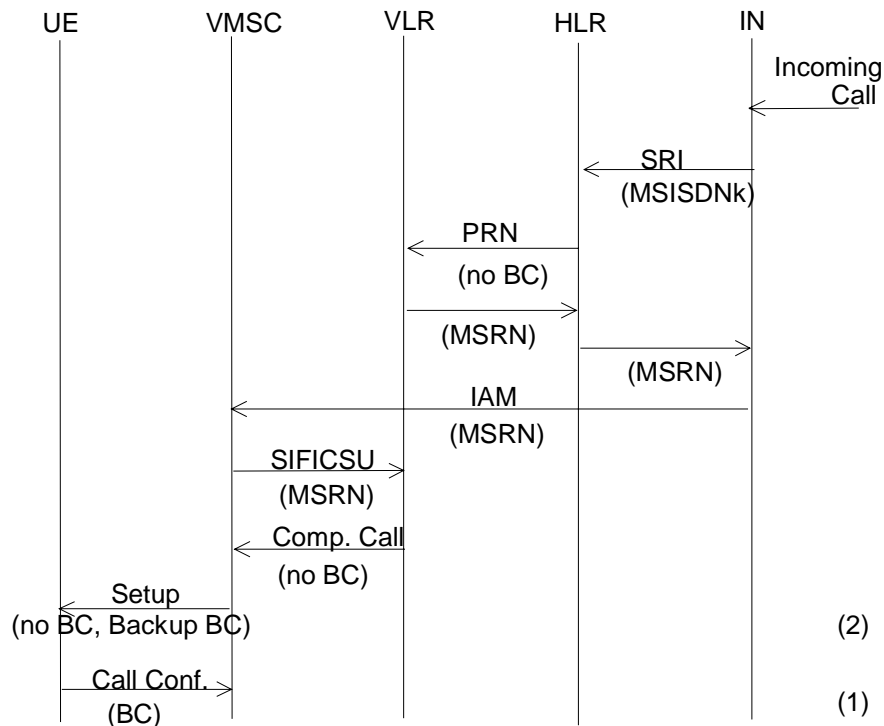 UE VMSC VLR HLR IN
Incoming
Call
SRI
(MSISDNk)
PRN
(no BC)
(MSRN)
(MSRN)
IAM
(MSRN)
SIFICSU
(MSRN)
Comp. Call
(no BC)
Setup
(no BC, Backup BC) (2)
Call Conf.
(BC) (1)